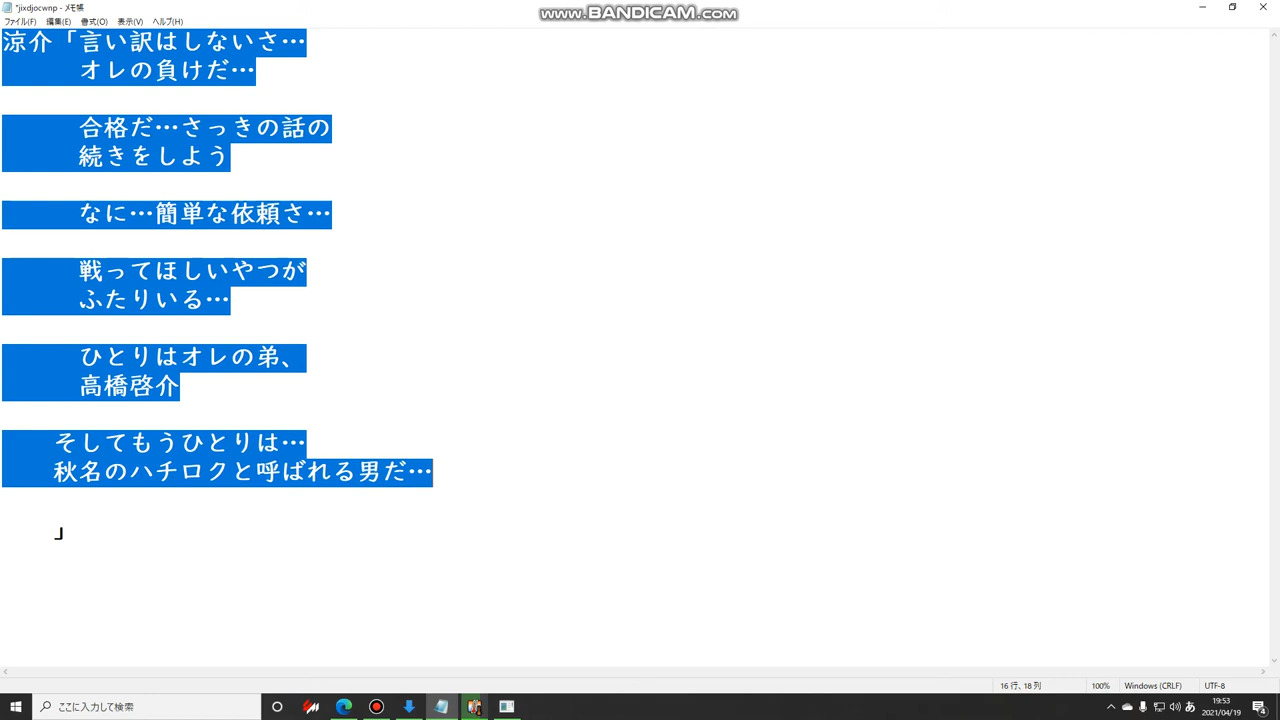 *jixdjocwnp - メモ帳
www.BANDICAM.com
ファイル(F) 編集(E) 書式(O) 表示(V) ヘルプ(H)
涼介「言い訳はしないさ…
オレの負けだ…
合格だ…さっきの話の
続きをしよう
なに…簡単な依頼さ…
戦ってほしいやつが
ふたりいる…
ひとりはオレの弟、
高橋啓介
そしてもうひとりは…
秋名のハチロクと呼ばれる男だ…
」
16 行、18 列
100%
Windows (CRLF)
UTF-8
ここに入力して検索
あ
19:53
2021/04/19
4